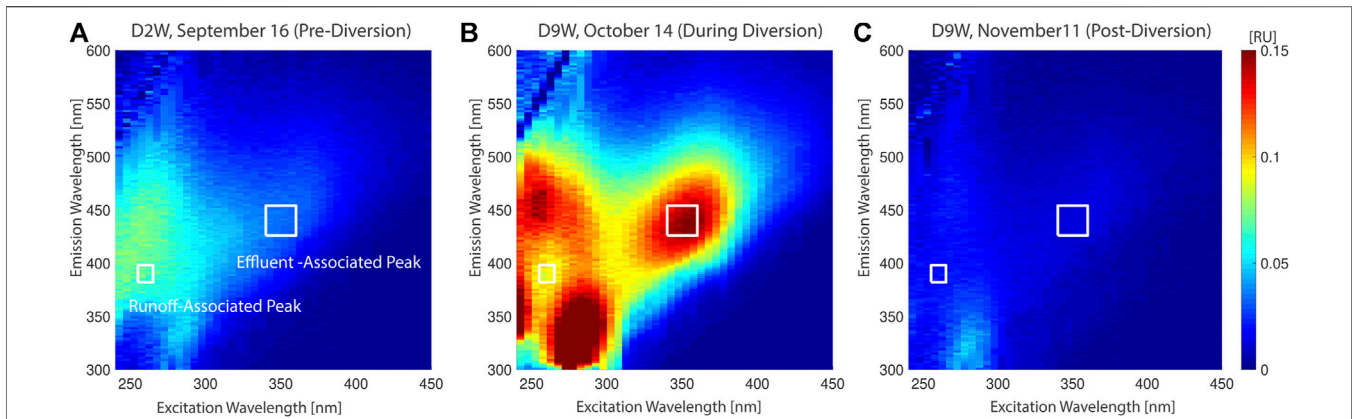 A
D2W, September 16 (Pre-Diversion)
600
550
500
450
400
350
300
Emission Wavelength [nm]
Effluent -Associated Peak
Runoff-Associated Peak
250
300
350
400
450
Excitation Wavelength [nm]
B
D9W, October 14 (During Diversion)
600
550
500
450
400
350
300
Emission Wavelength [nm]
250
300
350
400
450
Excitation Wavelength [nm]
C
D9W, November11 (Post-Diversion)
600
550
500
450
400
350
300
Emission Wavelength [nm]
250
300
350
400
450
Excitation Wavelength [nm]
[RU]
0.15
0.1
0.05
0